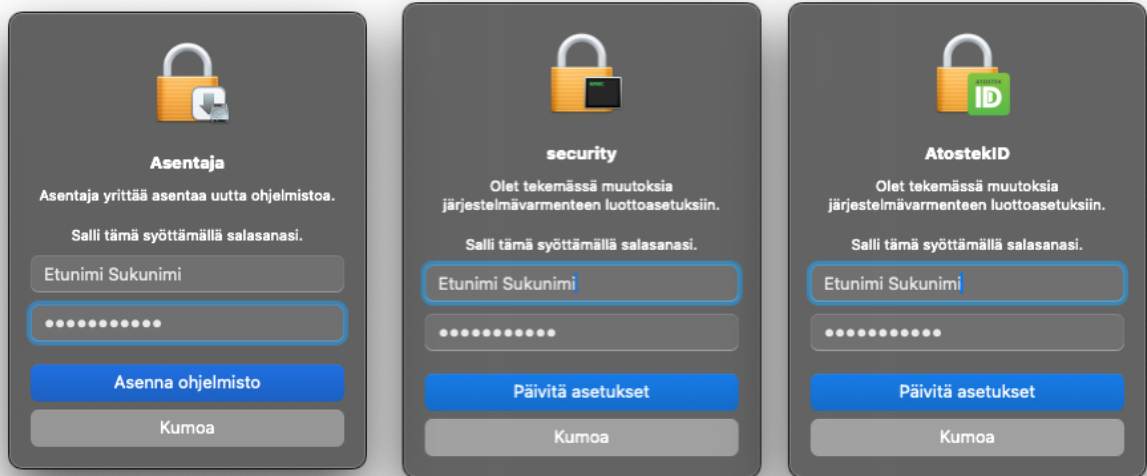 Asentaja
Asentaja yrittää asentaa uutta ohjelmistoa.
Salli tämä syöttämällä salasanasi.
Etunimi Sukunimi
●●●●●●●●●●●
Asenna ohjelmisto
Kumoa
security
Olet tekemässä muutoksia
järjestelmävarmenteen luottoasetuksiin.
Salli tämä syöttämällä salasanasi.
Etunimi Sukunimi
●●●●●●●●●●●
Päivitä asetukset
Kumoa
ATOSTEK
ID
AtostekID
Olet tekemässä muutoksia
järjestelmävarmenteen luottoasetuksiin.
Salli tämä syöttämällä salasanasi.
Etunimi Sukunimi
●●●●●●●●●●●
Päivitä asetukset
Kumoa